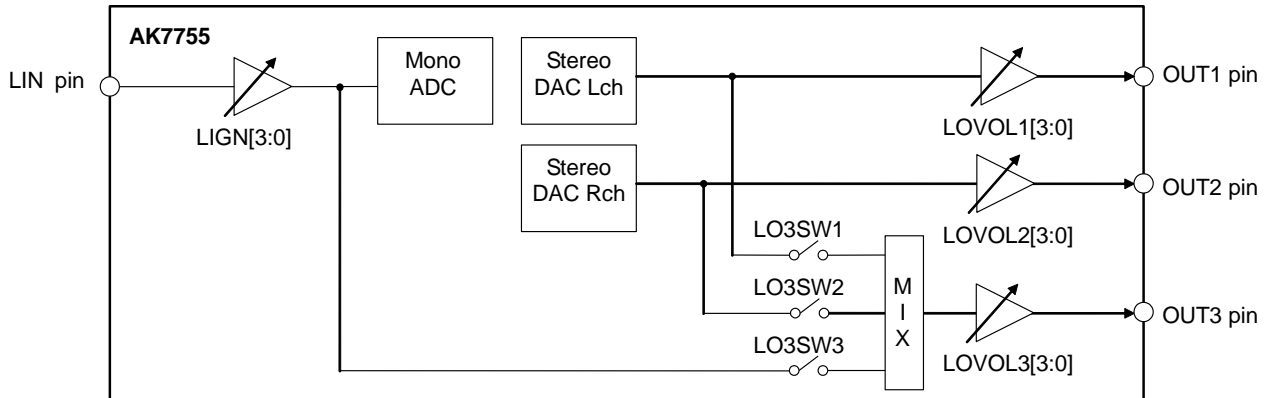 AK7755
LIN pin
LIGN[3:0]
Mono
ADC
Stereo
DAC Lch
LOVOL1[3:0]
OUT1 pin
Stereo
DAC Rch
LOVOL2[3:0]
OUT2 pin
LO3SW1
LO3SW2
LO3SW3
M
I
X
LOVOL3[3:0]
OUT3 pin